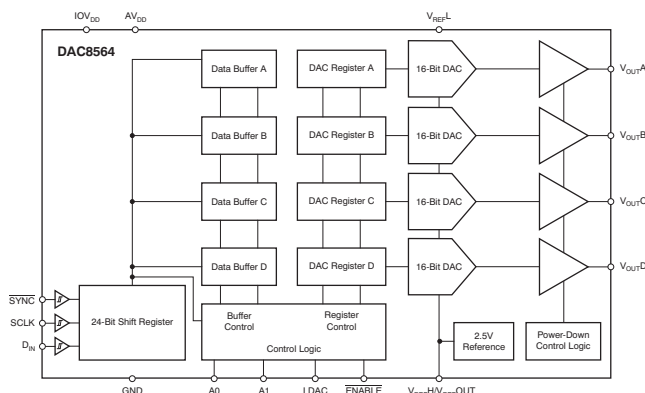 IOVDD AVDD VREFL
DAC8564
Data Buffer A DAC Register A 16-Bit DAC VOUTA
Data Buffer B DAC Register B 16-Bit DAC VOUTB
Data Buffer C DAC Register C 16-Bit DAC VOUTC
Data Buffer D DAC Register D 16-Bit DAC VOUTD
SYNC
SCLK
DIN
24-Bit Shift Register
Buffer
Control
Register
Control
Control Logic
2.5V
Reference
Power-Down
Control Logic
GND A0 A1 LDAC ENABLE VREFH/VREFOUT